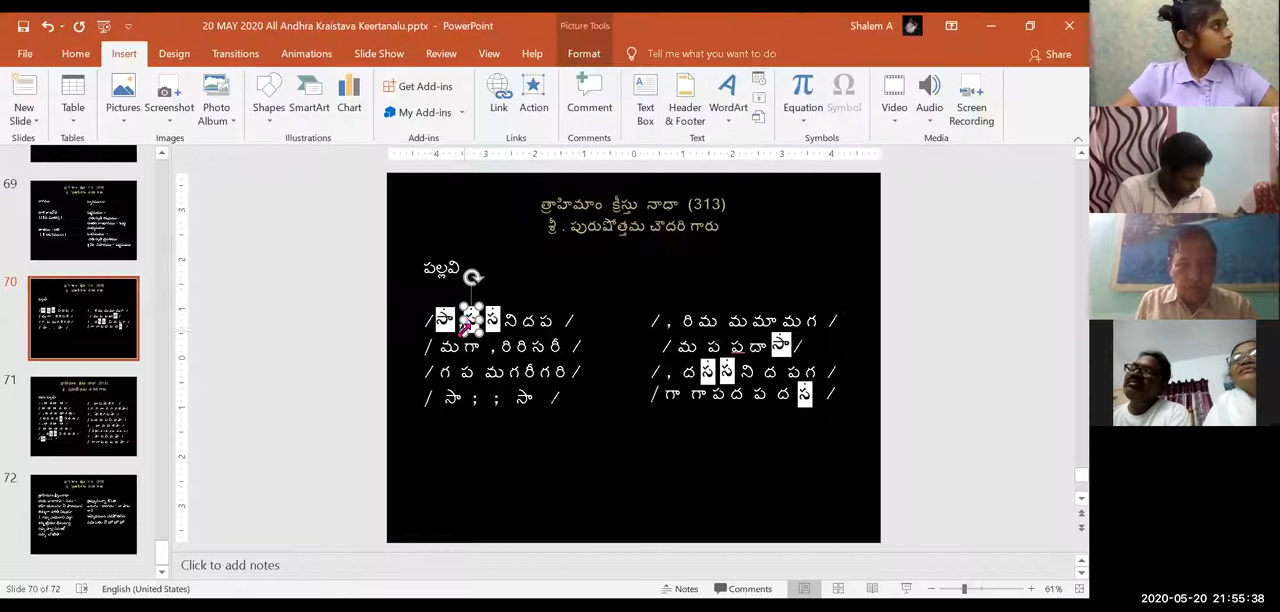 20 MAY 2020 All Andhra Kraistava Keertanalu.pptx - PowerPoint
Picture Tools
Shalem A
File Home Insert Design Transitions Animations Slide Show Review View Help Format Tell me what you want to do Share
New Slide Table Pictures Screenshot Photo Album Shapes SmartArt Chart Get Add-ins My Add-ins Link Action Comment Text Box Header & Footer WordArt Equation Symbol Video Audio Screen Recording
Slides Tables Images Illustrations Add-ins Links Comments Text Symbols Media
69
70
71
72
త్రాహిమాం క్రీస్తు నాధా (313)
శ్రీ . పురుషోత్తమ చౌదరి గారు
పల్లవి
/ సా స స ని ద ప /
/ మ గా , రి రి స రీ /
/ గ ప మ గ రీ గ రి /
/ సా ; ; సా /
/ , రి మ మ మా మ గ /
/ మ ప ప దా సా /
/ , ద స స ని ద ప గ /
/ గా గా ప ద ప ద స /
Click to add notes
Slide 70 of 72 English (United States) Notes Comments 61%
2020-05-20 21:55:38